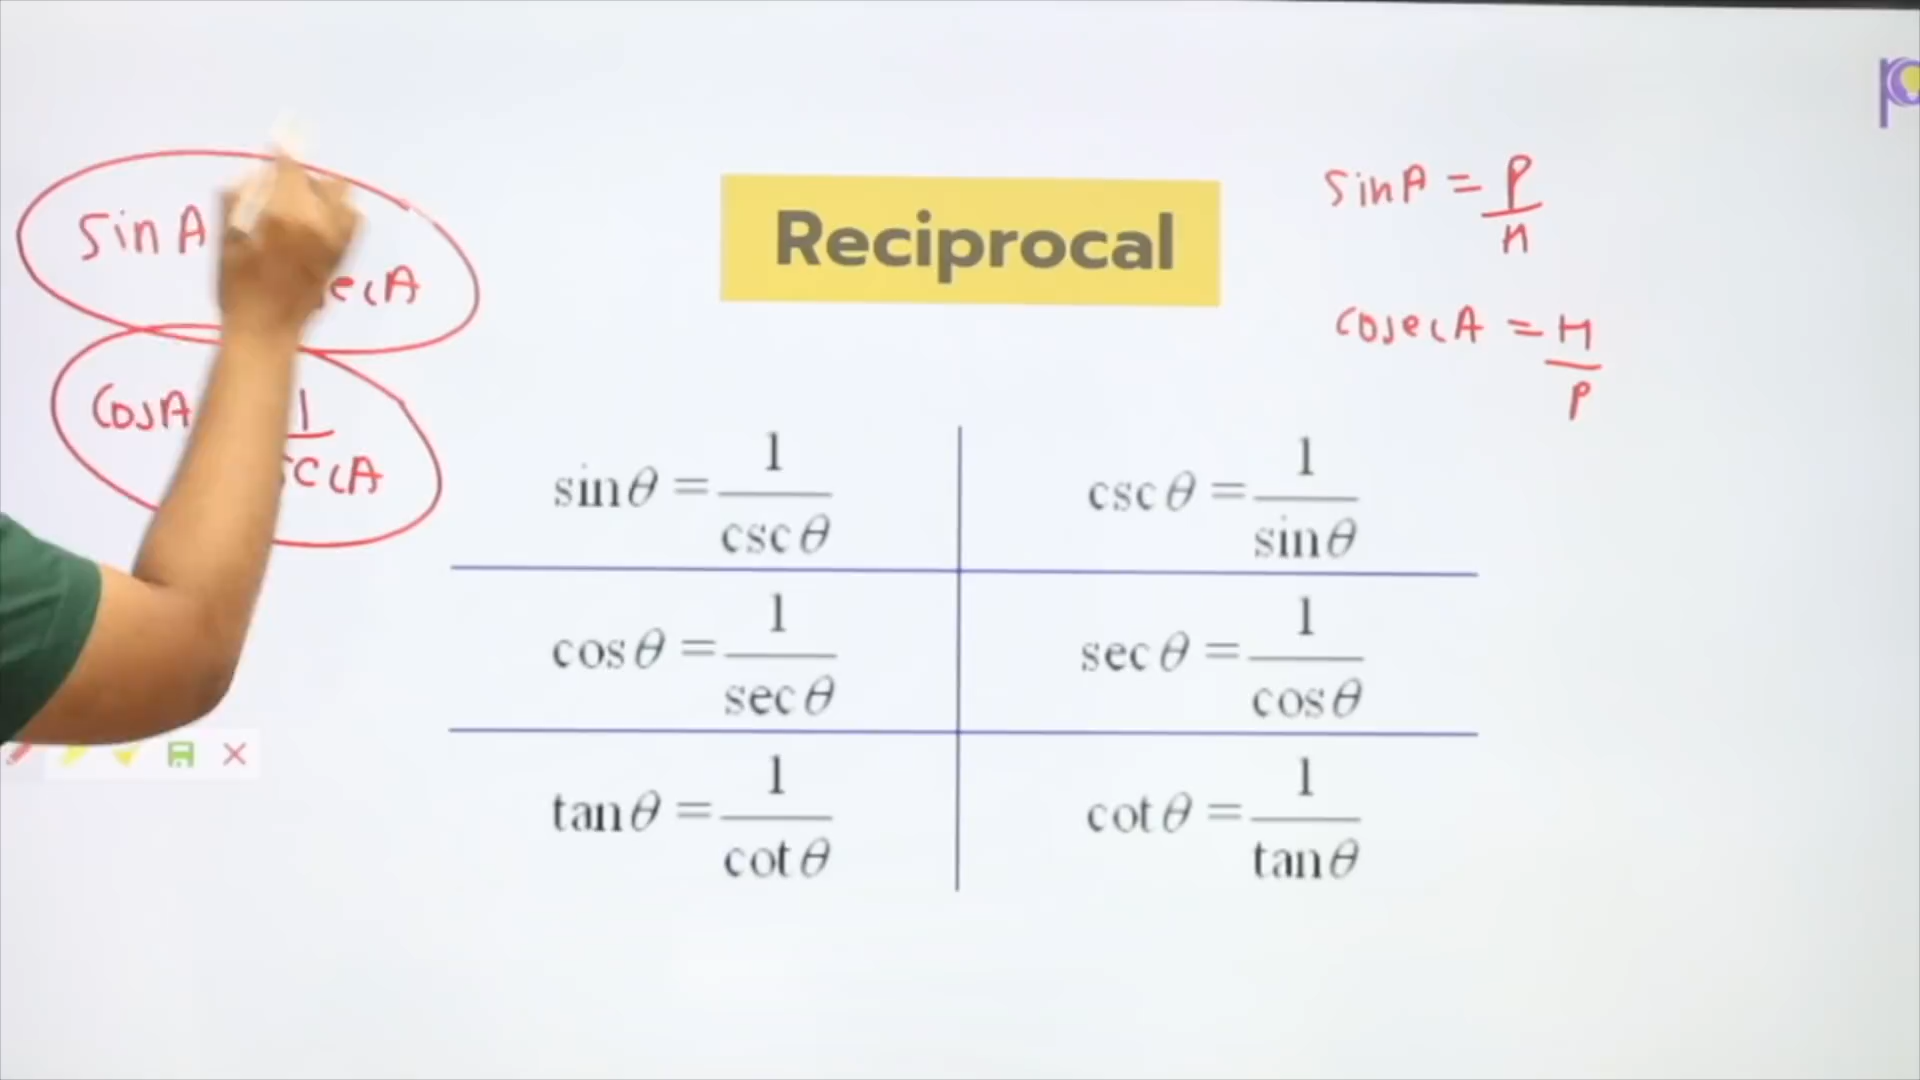 Reciprocal
sin A
ecA
cosA 1
ecA
sinA = P
H
cosecA = H
P
sinθ = 1/cscθ
cscθ = 1/sinθ
cosθ = 1/secθ
secθ = 1/cosθ
tanθ = 1/cotθ
cotθ = 1/tanθ